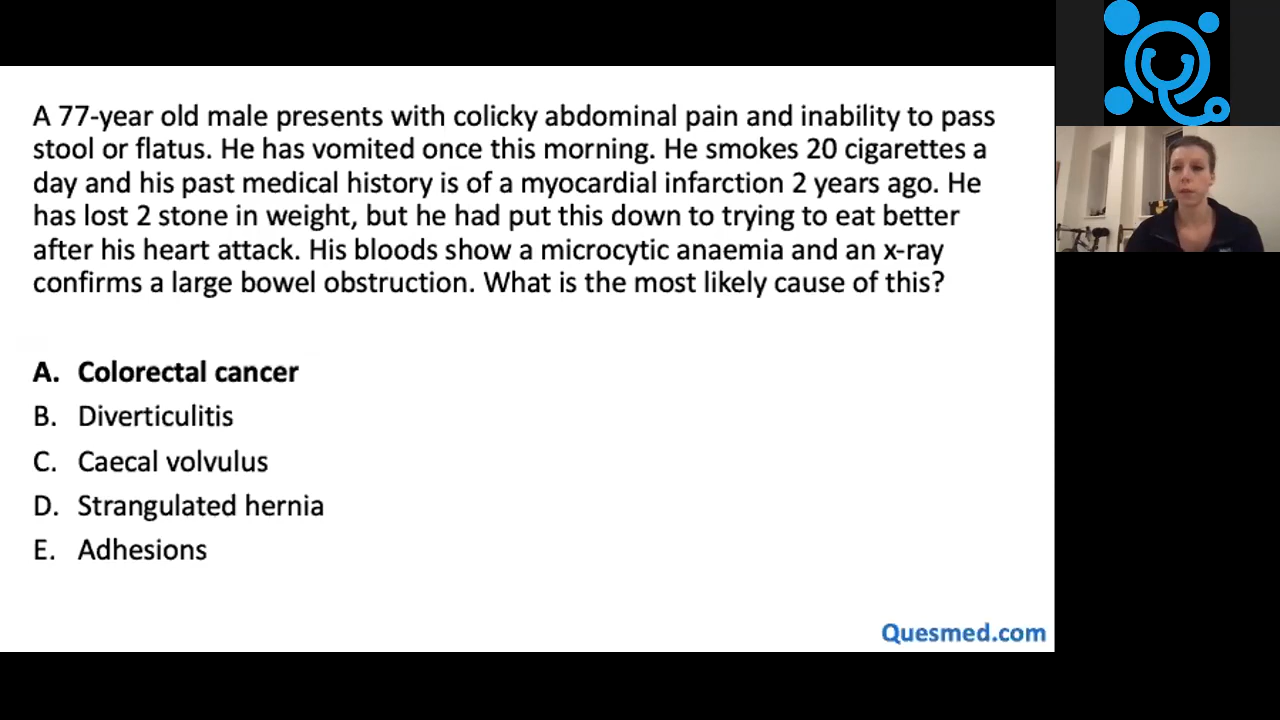 A 77-year old male presents with colicky abdominal pain and inability to pass
stool or flatus. He has vomited once this morning. He smokes 20 cigarettes a
day and his past medical history is of a myocardial infarction 2 years ago. He
has lost 2 stone in weight, but he had put this down to trying to eat better
after his heart attack. His bloods show a microcytic anaemia and an x-ray
confirms a large bowel obstruction. What is the most likely cause of this?
A. Colorectal cancer
B. Diverticulitis
C. Caecal volvulus
D. Strangulated hernia
E. Adhesions
Quesmed.com